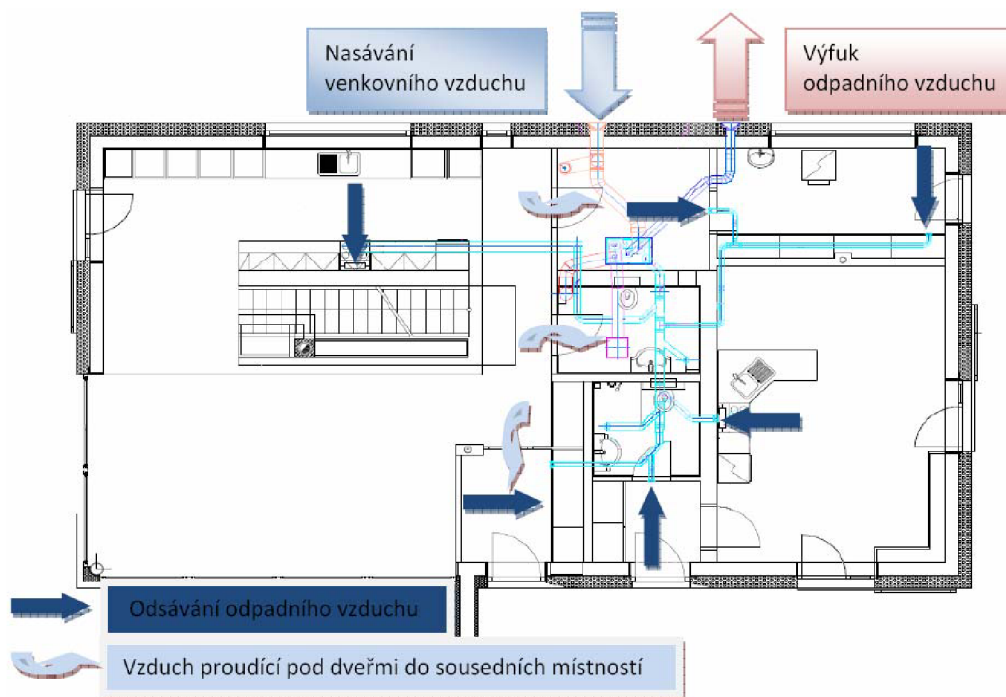 Nasávání
venkovního vzduchu
Výfuk
odpadního vzduchu
Odsávání odpadního vzduchu
Vzduch proudící pod dveřmi do sousedních místností